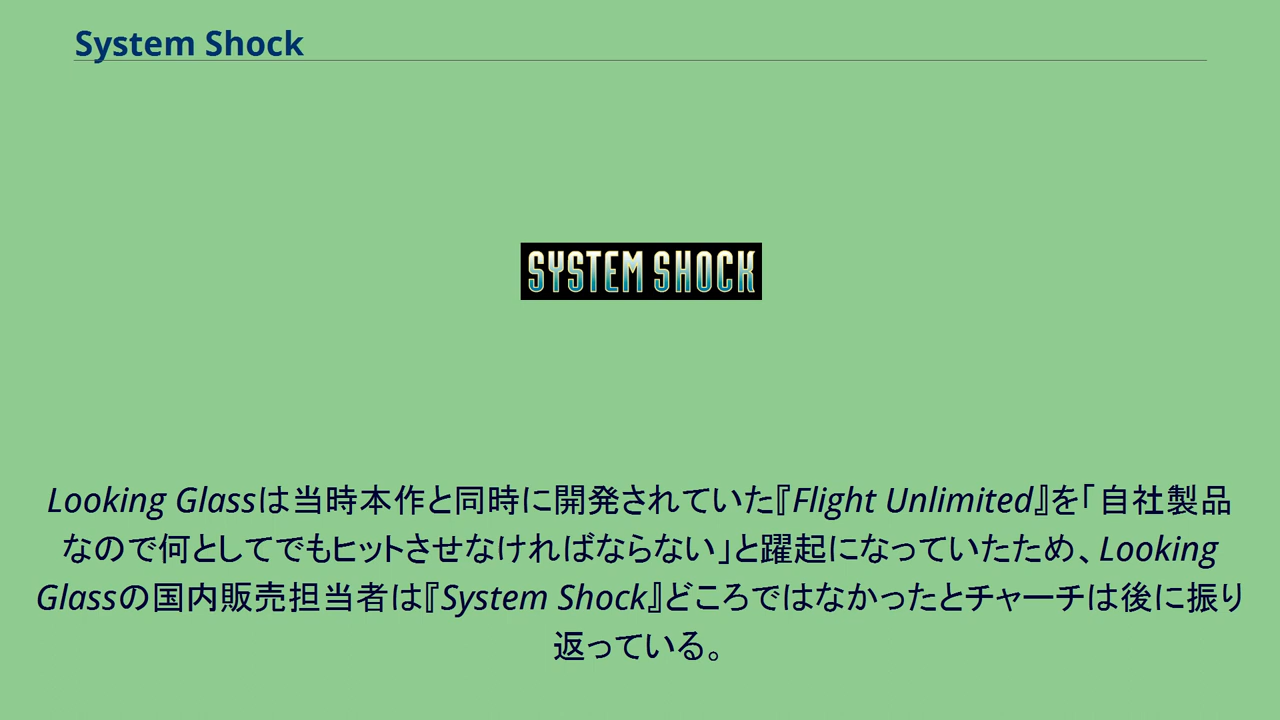 System Shock
SYSTEM SHOCK
Looking Glassは当時本作と同時に開発されていた『Flight Unlimited』を「自社製品
なので何としてでもヒットさせなければならない」と躍起になっていたため、Looking
Glassの国内販売担当者は『System Shock』どころではなかったとチャーチは後に振り
返っている。